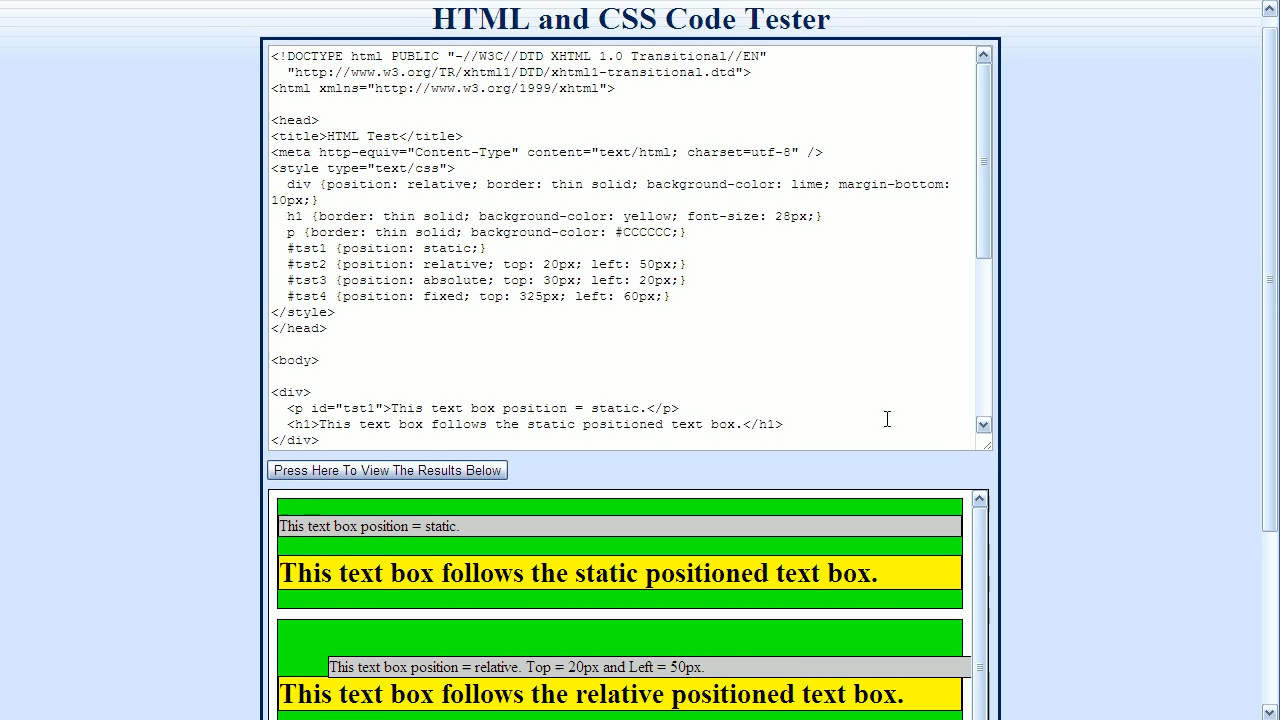 HTML and CSS Code Tester
<!DOCTYPE html PUBLIC "-//W3C//DTD XHTML 1.0 Transitional//EN"
"http://www.w3.org/TR/xhtml1/DTD/xhtml1-transitional.dtd">
<html xmlns="http://www.w3.org/1999/xhtml">
<head>
<title>HTML Test</title>
<meta http-equiv="Content-Type" content="text/html; charset=utf-8" />
<style type="text/css">
div {position: relative; border: thin solid; background-color: lime; margin-bottom:
10px;}
h1 {border: thin solid; background-color: yellow; font-size: 28px;}
p {border: thin solid; background-color: #CCCCCC;}
#tst1 {position: static;}
#tst2 {position: relative; top: 20px; left: 50px;}
#tst3 {position: absolute; top: 30px; left: 20px;}
#tst4 {position: fixed; top: 325px; left: 60px;}
</style>
</head>
<body>
<div>
<p id="tst1">This text box position = static.</p>
<h1>This text box follows the static positioned text box.</h1>
</div>
Press Here To View The Results Below
This text box position = static.
This text box follows the static positioned text box.
This text box position = relative. Top = 20px and Left = 50px.
This text box follows the relative positioned text box.